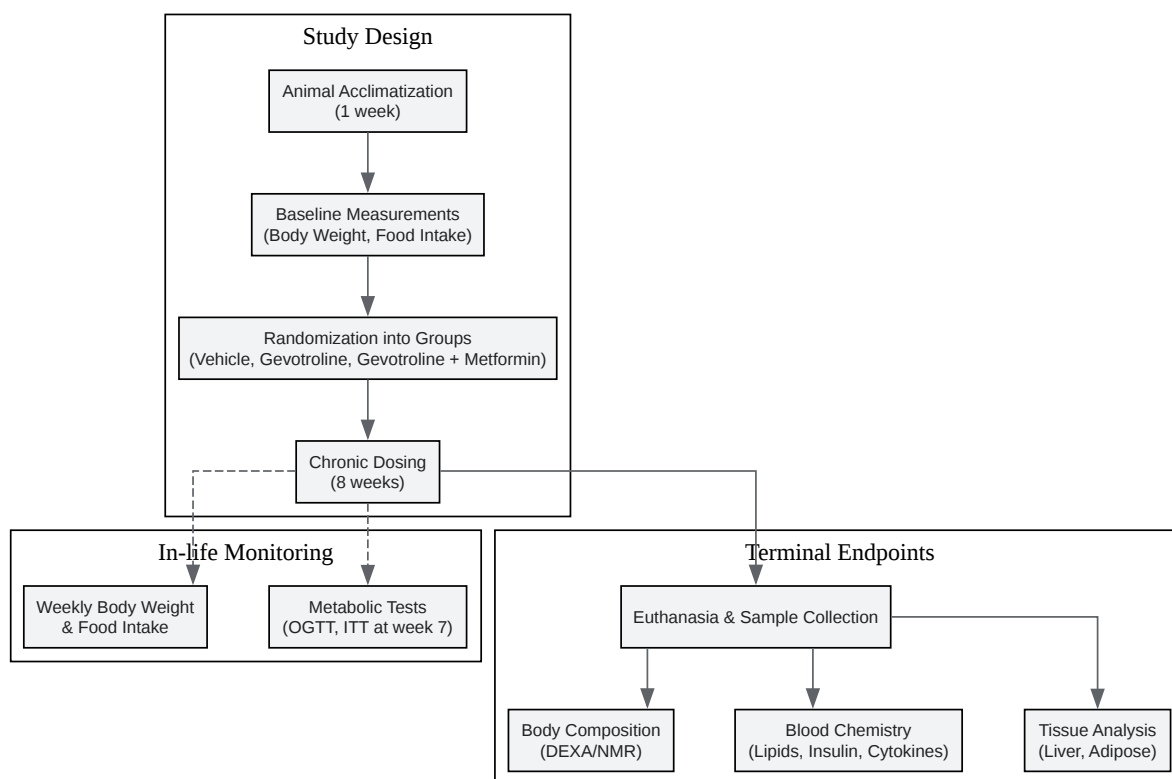 Study Design
Animal Acclimatization
(1 week)
Baseline Measurements
(Body Weight, Food Intake)
Randomization into Groups
(Vehicle, Gevotroline, Gevotroline + Metformin)
Chronic Dosing
(8 weeks)
In-life Monitoring
Weekly Body Weight
& Food Intake
Metabolic Tests
(OGTT, ITT at week 7)
Terminal Endpoints
Euthanasia & Sample Collection
Body Composition
(DEXA/NMR)
Blood Chemistry
(Lipids, Insulin, Cytokines)
Tissue Analysis
(Liver, Adipose)